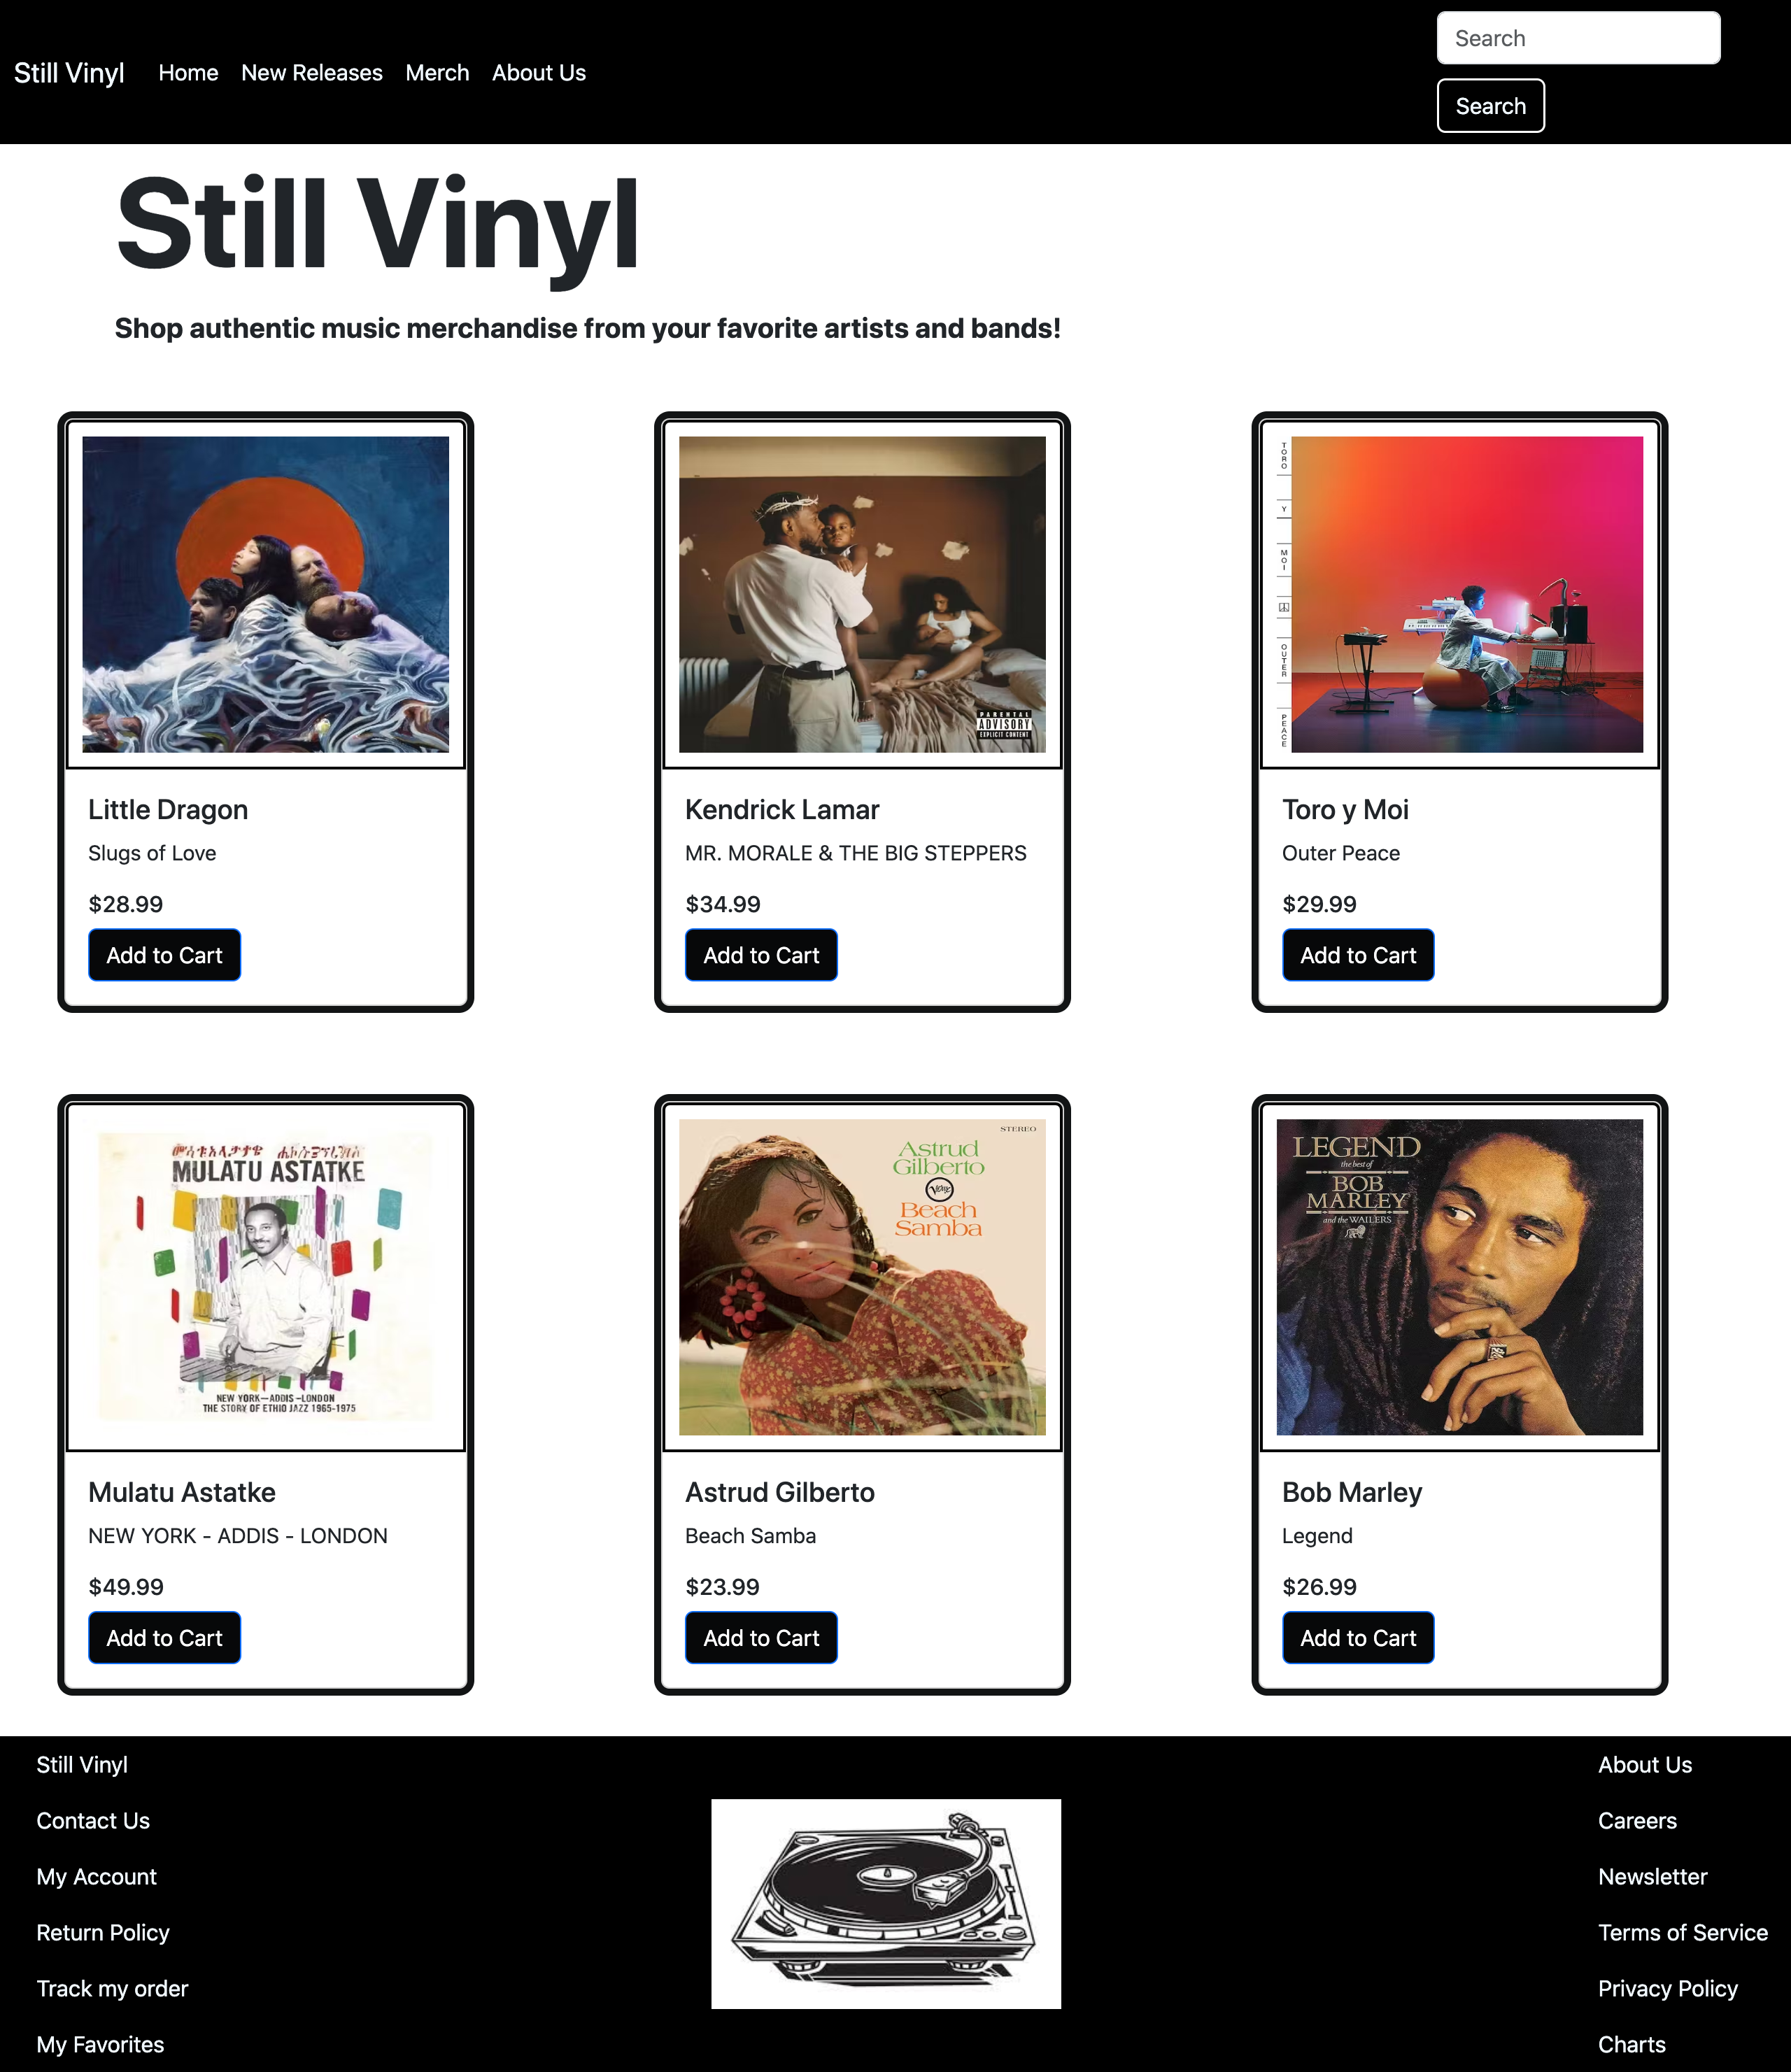 Still Vinyl
Home
New Releases
Merch
About Us
Search
Search
Still Vinyl
Shop authentic music merchandise from your favorite artists and bands!
PARENTAL
ADVISORY
EXPLICIT CONTENT
TORO
Y
MOI
OUTER
PEACE
Little Dragon
Slugs of Love
$28.99
Add to Cart
Kendrick Lamar
MR. MORALE & THE BIG STEPPERS
$34.99
Add to Cart
Toro y Moi
Outer Peace
$29.99
Add to Cart
MULATU ASTATKE
NEW YORK—ADDIS—LONDON
THE STORY OF ETHIO JAZZ 1965-1975
STEREO
Astrud
Gilberto
Verve
Beach
Samba
LEGEND
the best of
BOB
MARLEY
and the WAILERS
Mulatu Astatke
NEW YORK - ADDIS - LONDON
$49.99
Add to Cart
Astrud Gilberto
Beach Samba
$23.99
Add to Cart
Bob Marley
Legend
$26.99
Add to Cart
Still Vinyl
Contact Us
My Account
Return Policy
Track my order
My Favorites
About Us
Careers
Newsletter
Terms of Service
Privacy Policy
Charts